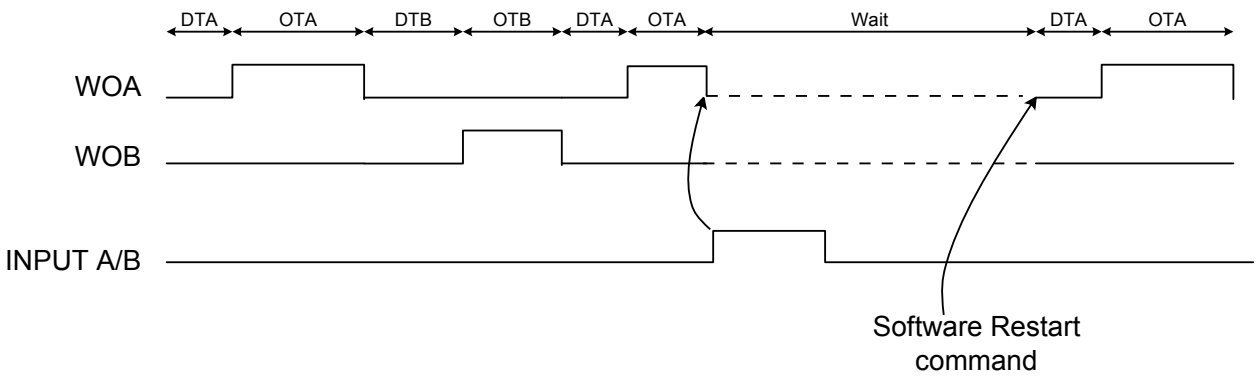 DTA OTA DTB OTB DTA OTA Wait DTA OTA
WOA
WOB
INPUT A/B
Software Restart
command